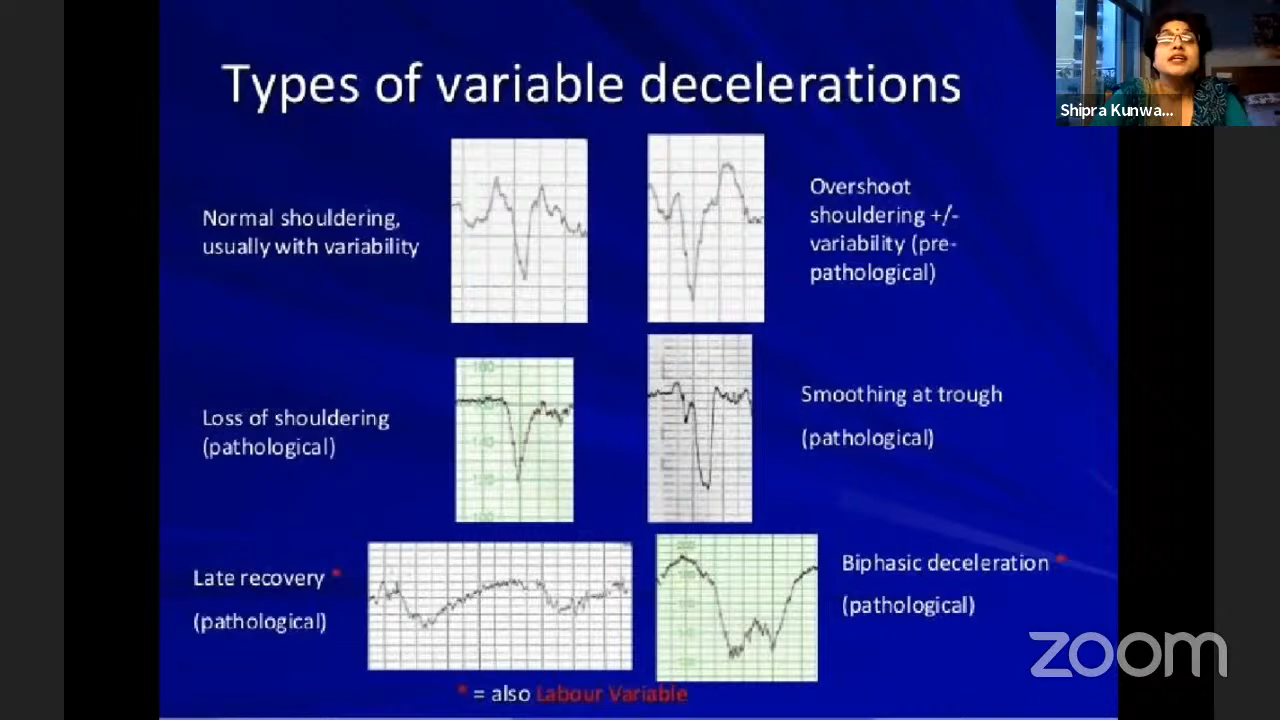 Types of variable decelerations
Shipra Kunwa...
Normal shouldering,
usually with variability
Overshoot
shouldering +/-
variability (pre-
pathological)
Loss of shouldering
(pathological)
Smoothing at trough
(pathological)
Late recovery *
(pathological)
Biphasic deceleration *
(pathological)
* = also Labour Variable
zoom